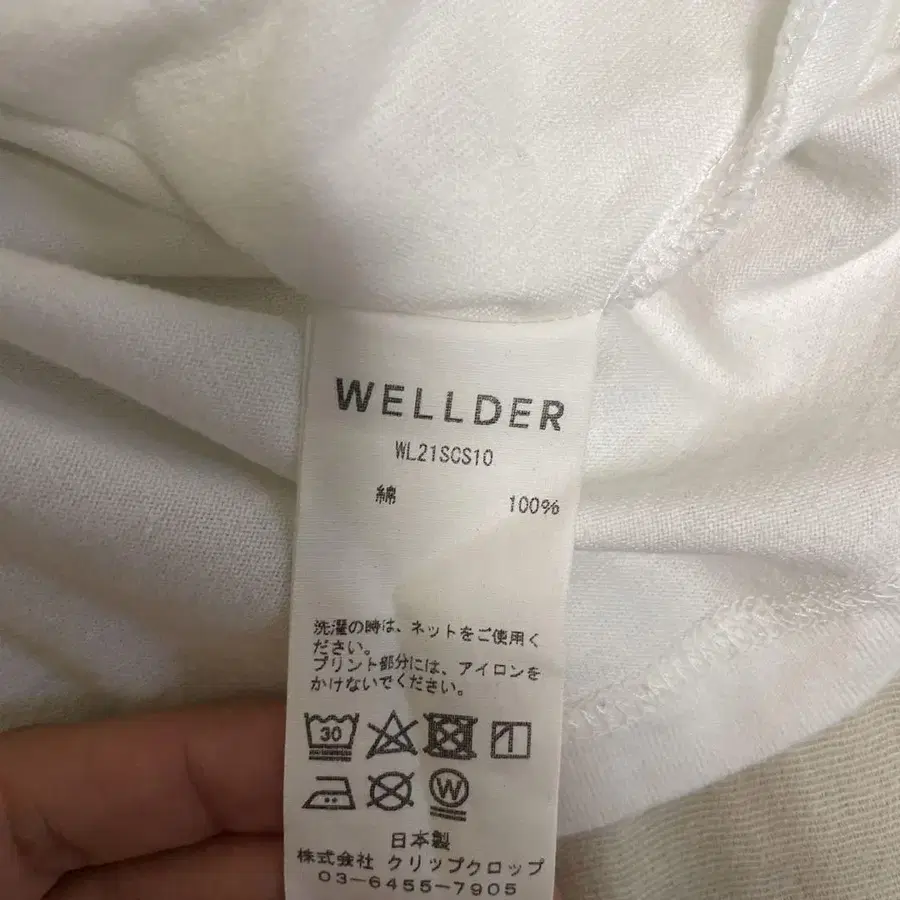 WELLDER
WL21SCS10
綿 100%
洗濯の時は、ネットをご使用く
ださい。
プリント部分には、アイロンを
かけないでください。
30
W
日本製
株式会社 クリップクロップ
03-6455-7905